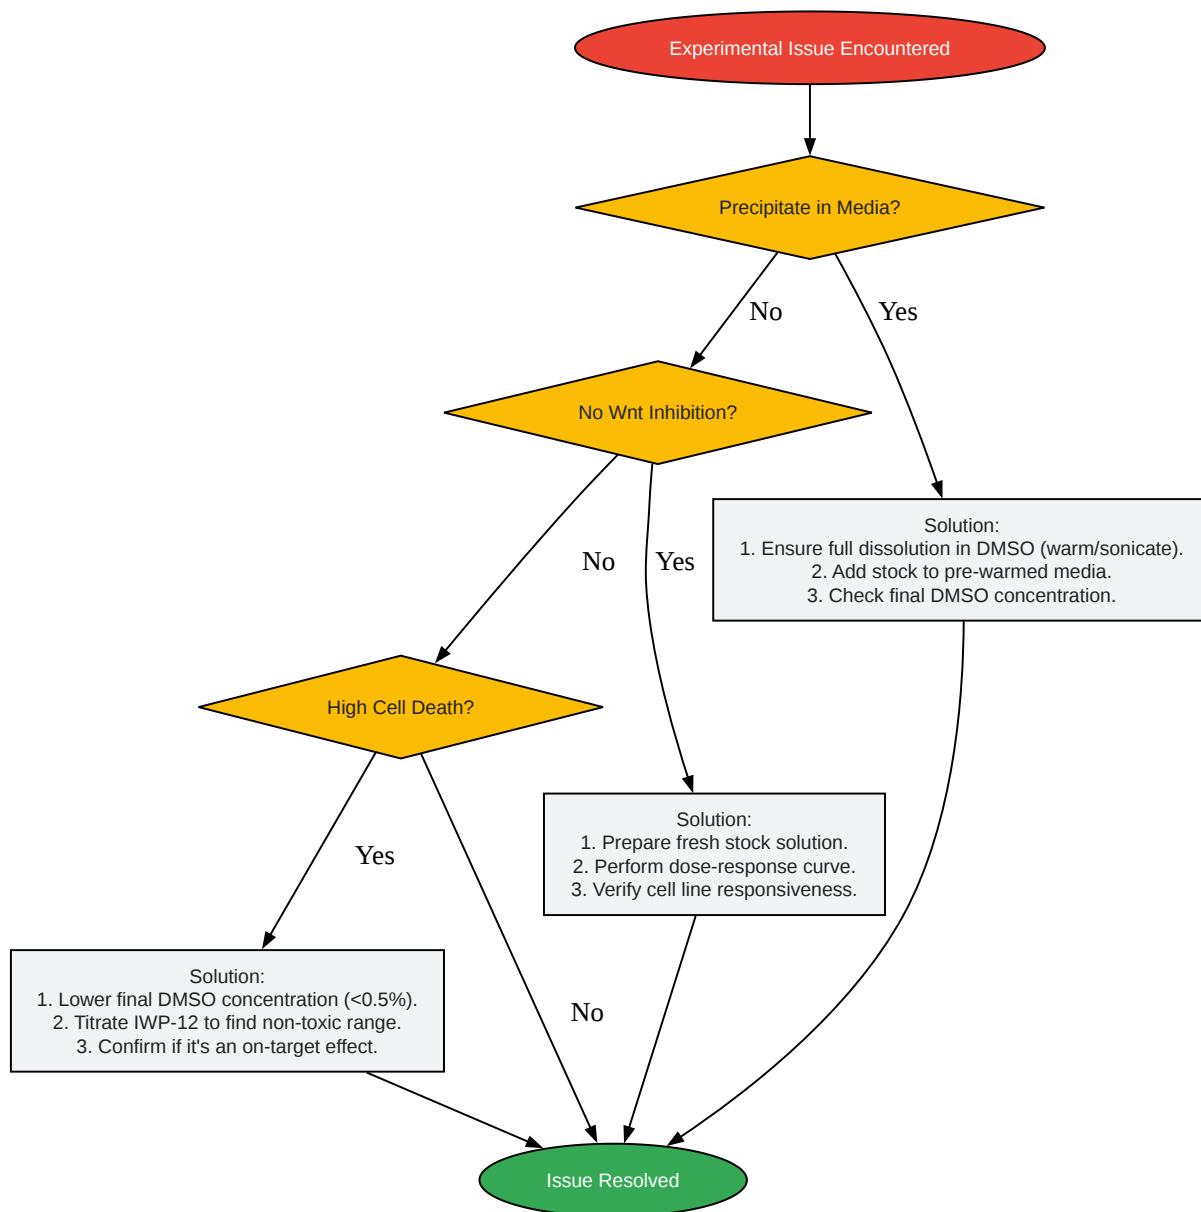 Experimental Issue Encountered
Precipitate in Media?
No
Yes
No Wnt Inhibition?
Solution:
1. Ensure full dissolution in DMSO (warm/sonicate).
2. Add stock to pre-warmed media.
3. Check final DMSO concentration.
No
Yes
High Cell Death?
Solution:
1. Prepare fresh stock solution.
2. Perform dose-response curve.
3. Verify cell line responsiveness.
Yes
Solution:
1. Lower final DMSO concentration (<0.5%).
2. Titrate IWP-12 to find non-toxic range.
3. Confirm if it's an on-target effect.
No
Issue Resolved